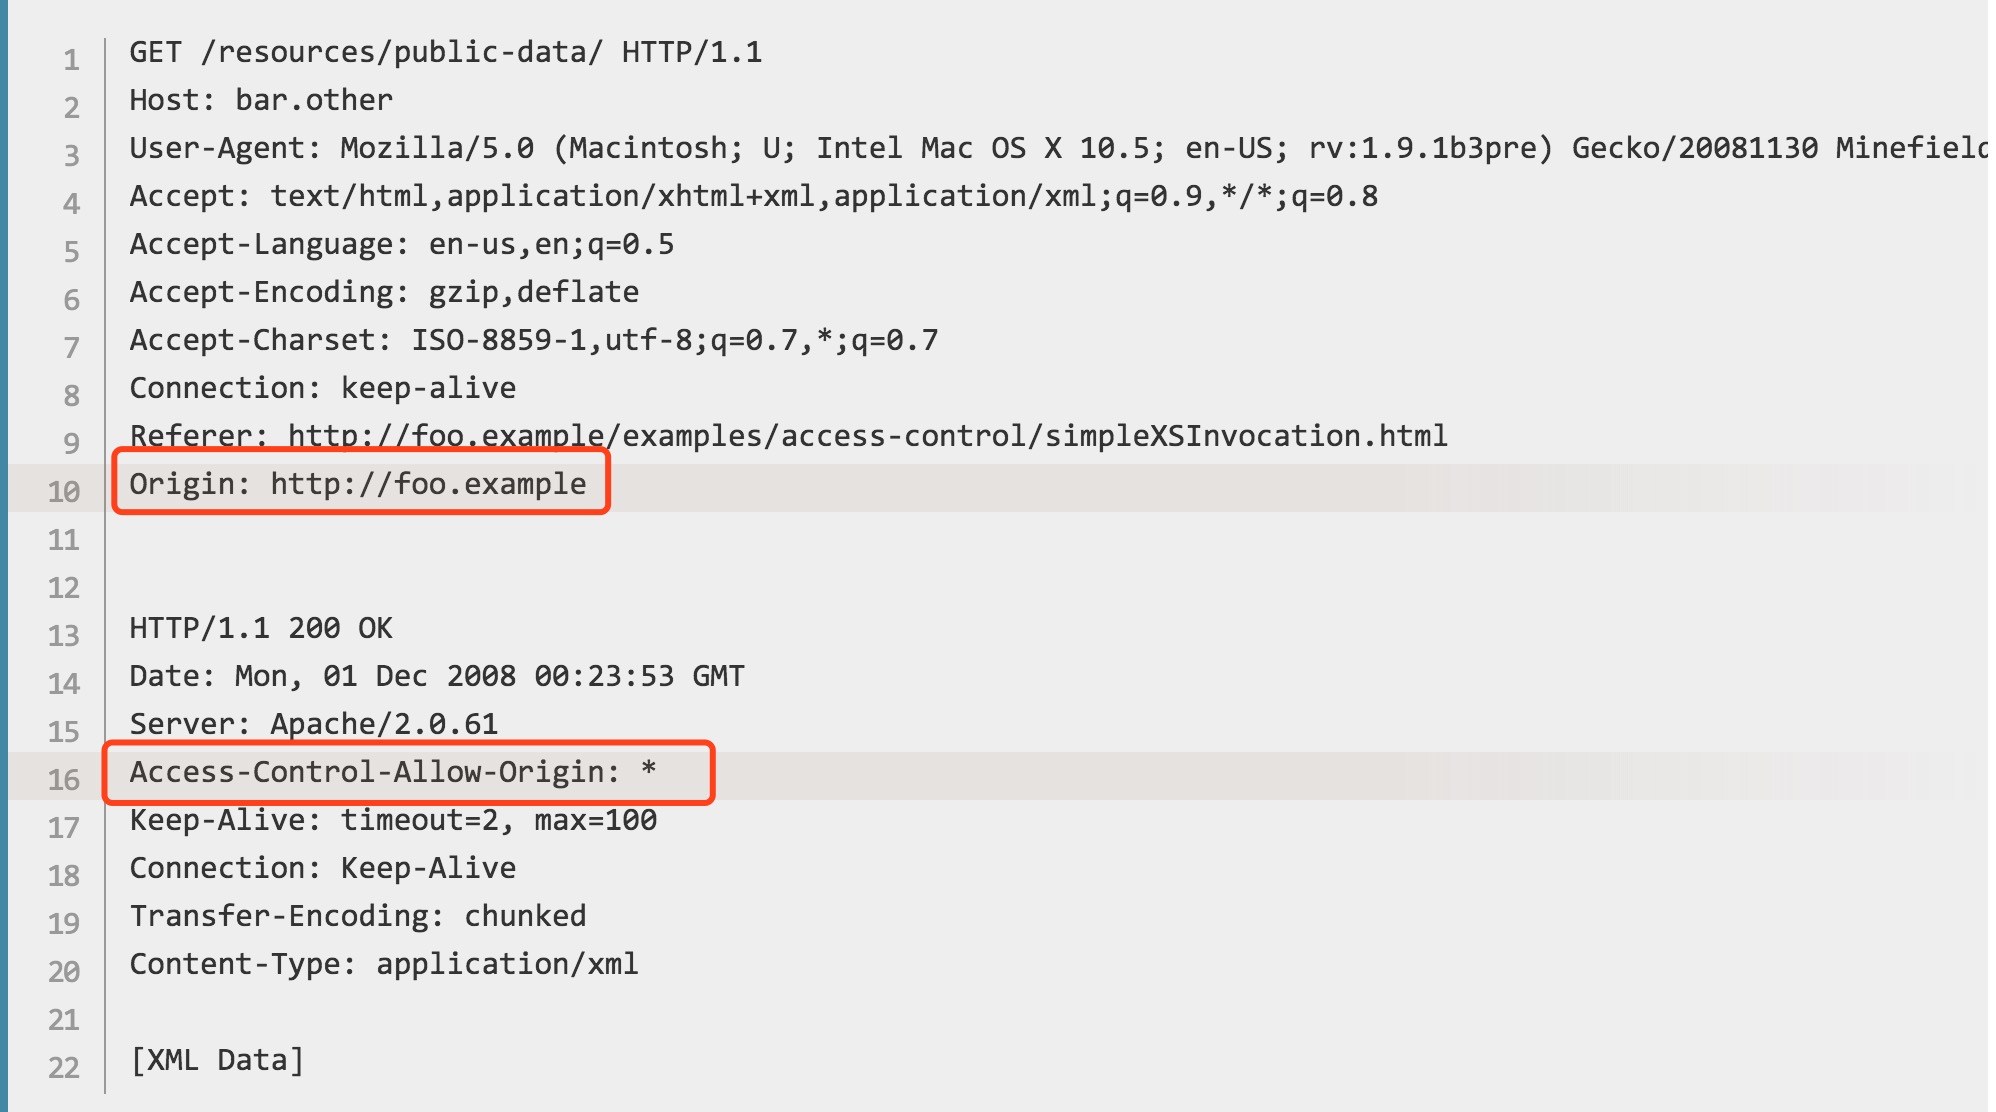 1 GET /resources/public-data/ HTTP/1.1
2 Host: bar.other
3 User-Agent: Mozilla/5.0 (Macintosh; U; Intel Mac OS X 10.5; en-US; rv:1.9.1b3pre) Gecko/20081130 Minefield
4 Accept: text/html,application/xhtml+xml,application/xml;q=0.9,*/*;q=0.8
5 Accept-Language: en-us,en;q=0.5
6 Accept-Encoding: gzip,deflate
7 Accept-Charset: ISO-8859-1,utf-8;q=0.7,*;q=0.7
8 Connection: keep-alive
9 Referer: http://foo.example/examples/access-control/simpleXSInvocation.html
10 Origin: http://foo.example
11
12
13 HTTP/1.1 200 OK
14 Date: Mon, 01 Dec 2008 00:23:53 GMT
15 Server: Apache/2.0.61
16 Access-Control-Allow-Origin: *
17 Keep-Alive: timeout=2, max=100
18 Connection: Keep-Alive
19 Transfer-Encoding: chunked
20 Content-Type: application/xml
21
22 [XML Data]